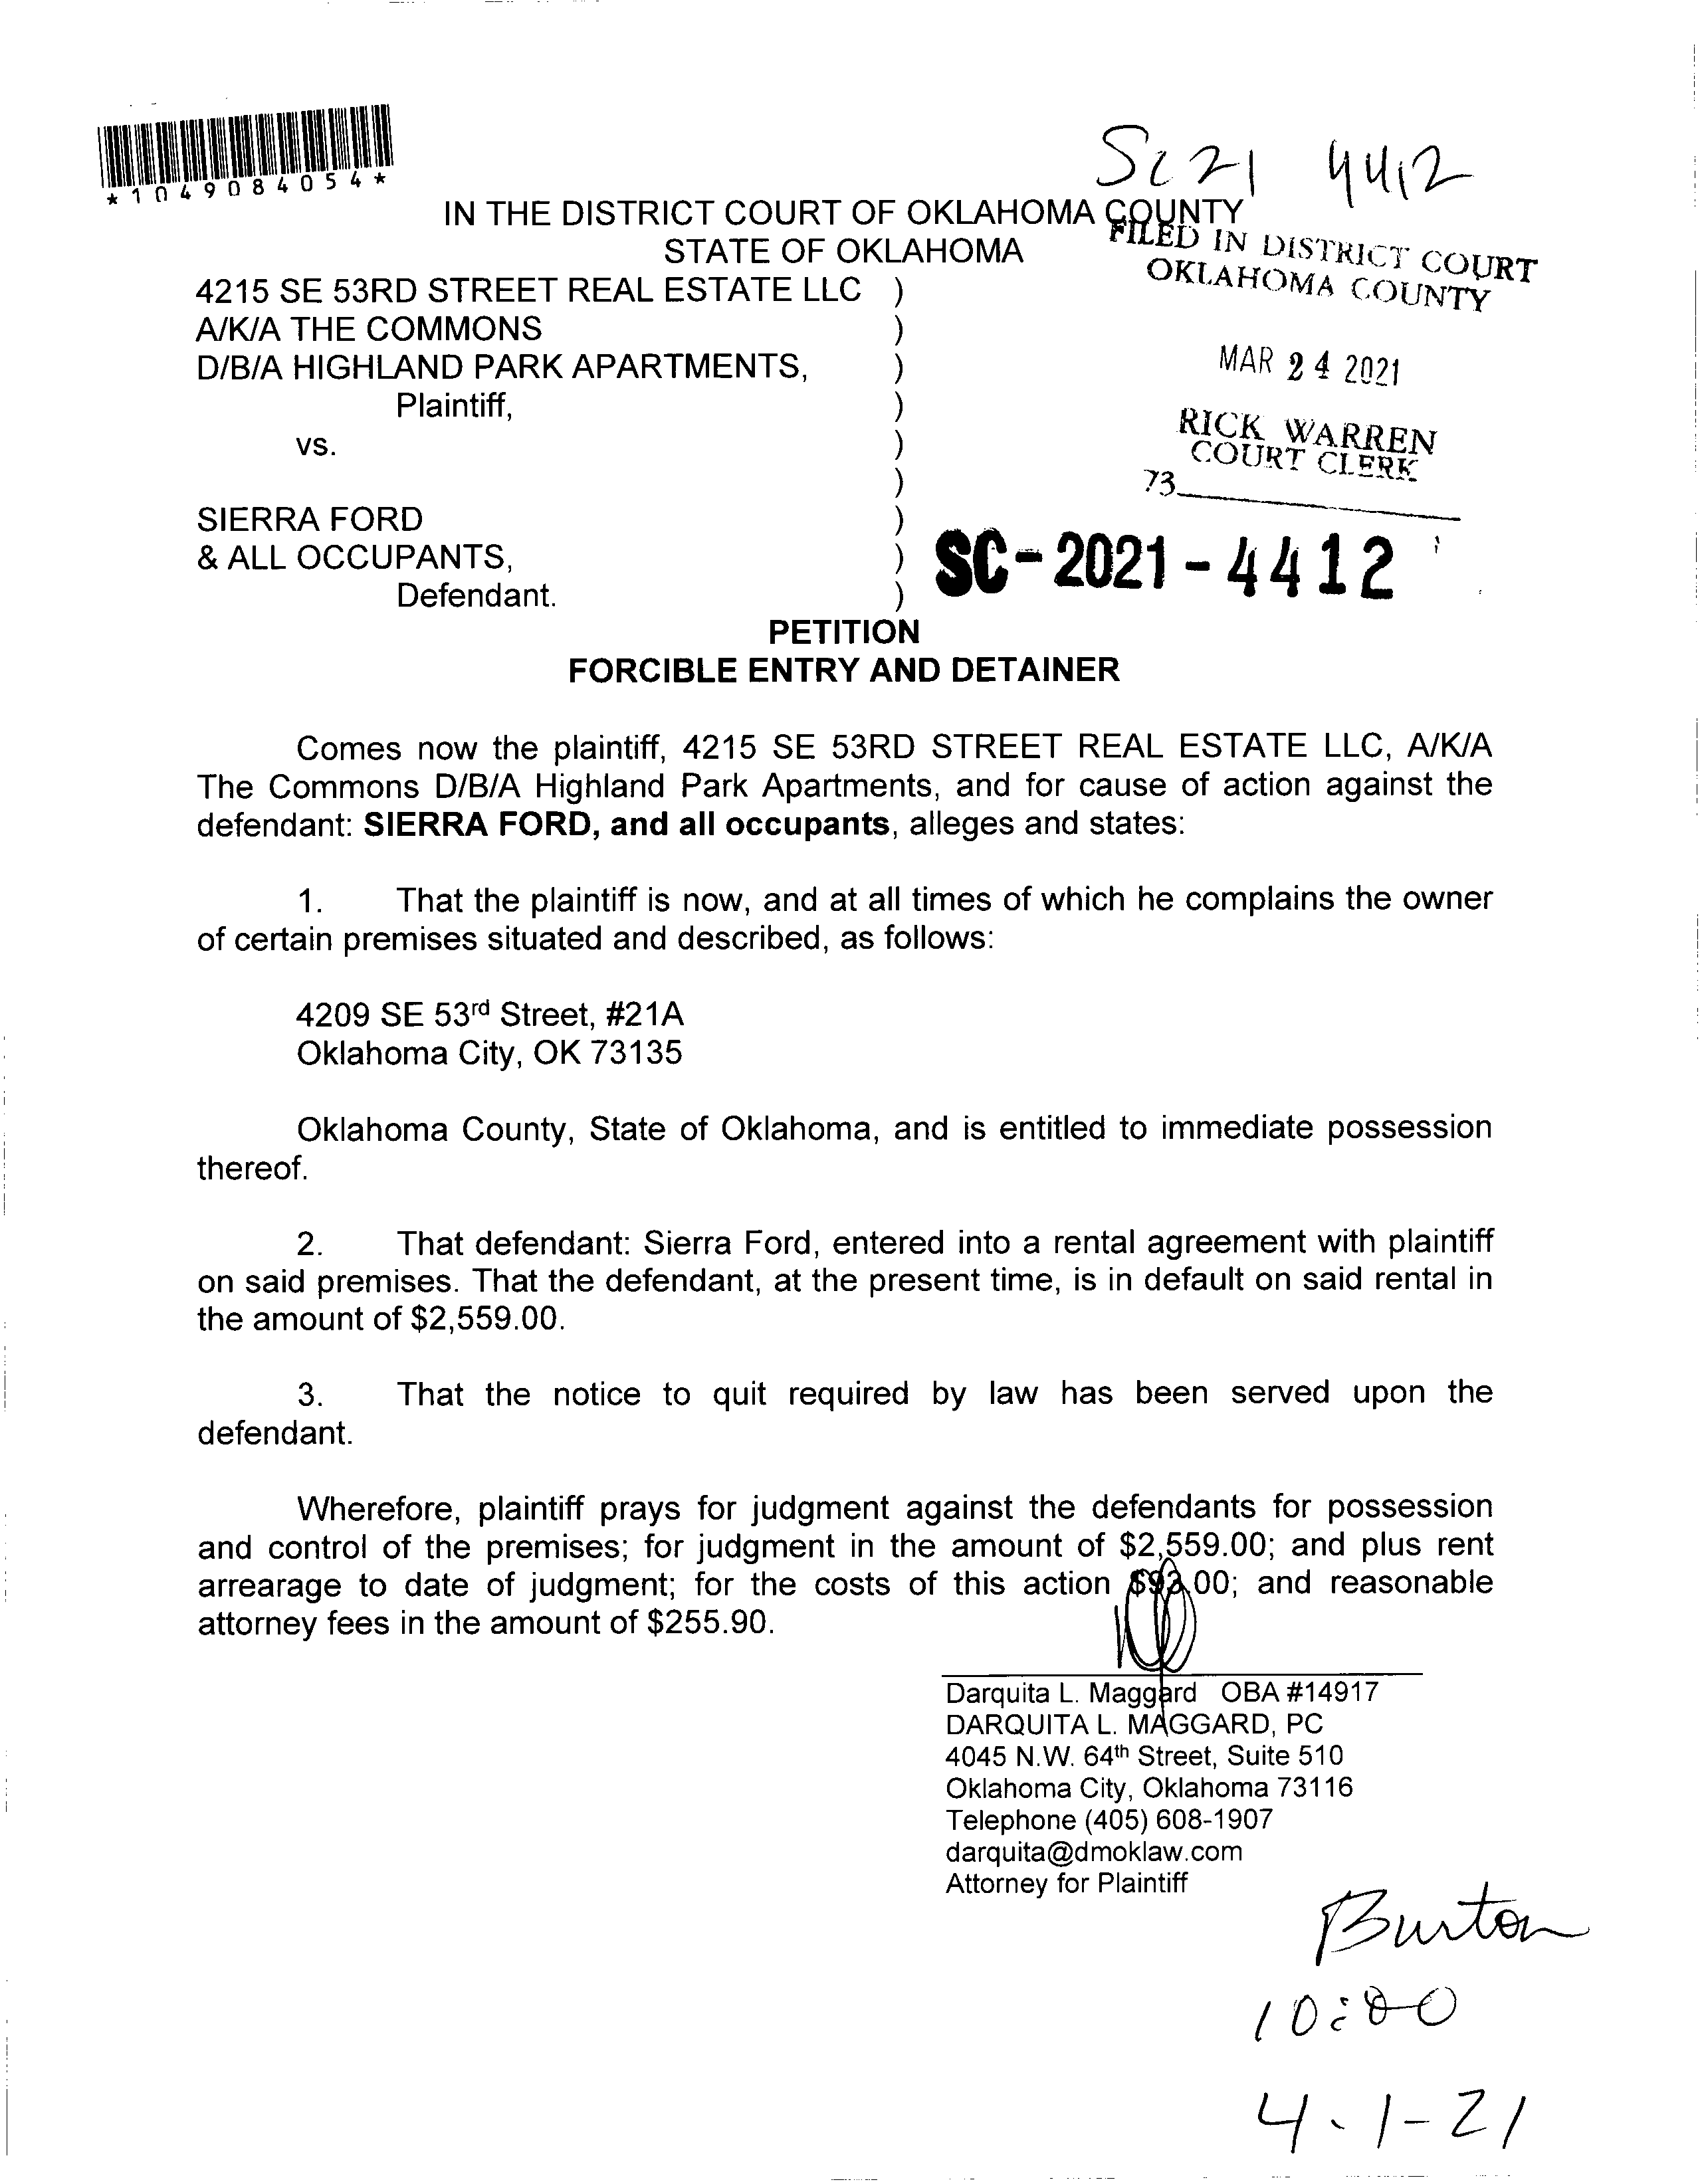 *1049084054*
Sc 21 4412
IN THE DISTRICT COURT OF OKLAHOMA COUNTY
STATE OF OKLAHOMA
FILED IN DISTRICT COURT
OKLAHOMA COUNTY
4215 SE 53RD STREET REAL ESTATE LLC )
A/K/A THE COMMONS )
D/B/A HIGHLAND PARK APARTMENTS, )
MAR 24 2021
Plaintiff, )
RICK WARREN
COURT CLERK
vs. )
)
73
SIERRA FORD )
& ALL OCCUPANTS, )
SC-2021-4412
Defendant. )
PETITION
FORCIBLE ENTRY AND DETAINER
Comes now the plaintiff, 4215 SE 53RD STREET REAL ESTATE LLC, A/K/A
The Commons D/B/A Highland Park Apartments, and for cause of action against the
defendant: SIERRA FORD, and all occupants, alleges and states:
1. That the plaintiff is now, and at all times of which he complains the owner
of certain premises situated and described, as follows:
4209 SE 53rd Street, #21A
Oklahoma City, OK 73135
Oklahoma County, State of Oklahoma, and is entitled to immediate possession
thereof.
2. That defendant: Sierra Ford, entered into a rental agreement with plaintiff
on said premises. That the defendant, at the present time, is in default on said rental in
the amount of $2,559.00.
3. That the notice to quit required by law has been served upon the
defendant.
Wherefore, plaintiff prays for judgment against the defendants for possession
and control of the premises; for judgment in the amount of $2,559.00; and plus rent
arrearage to date of judgment; for the costs of this action and reasonable
attorney fees in the amount of $255.90.
Darquita L. Maggard OBA #14917
DARQUITA L. MAGGARD, PC
4045 N.W. 64th Street, Suite 510
Oklahoma City, Oklahoma 73116
Telephone (405) 608-1907
darquita@dmoklaw.com
Attorney for Plaintiff
Burton
10:00
4-1-21